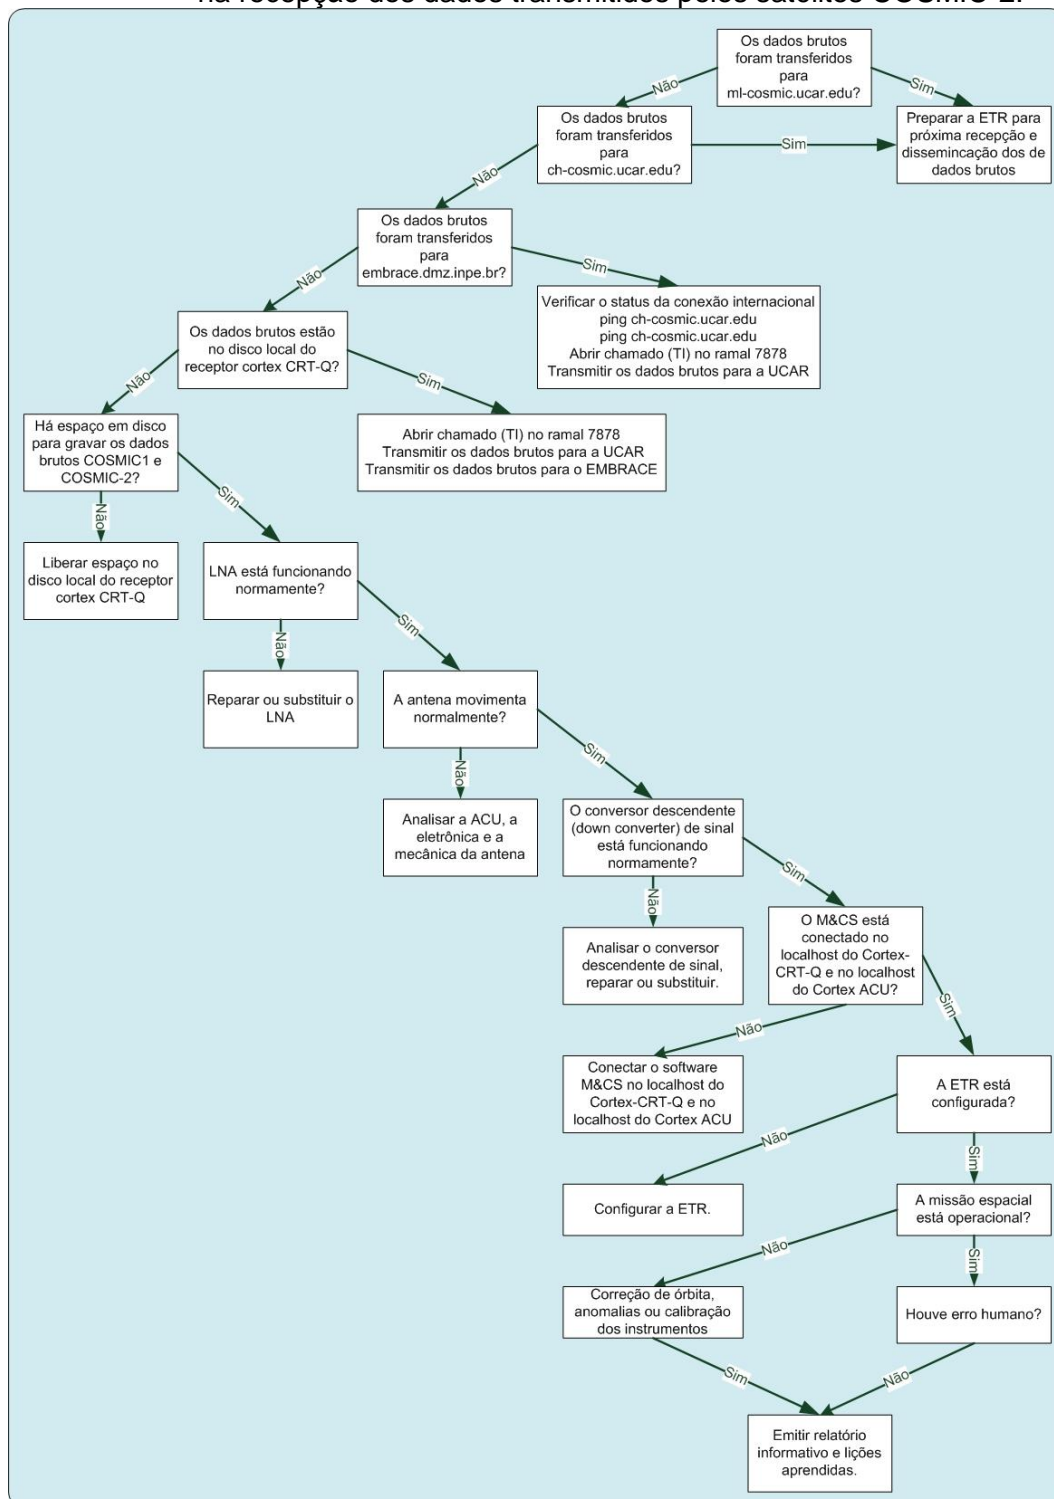 na recepção dos dados transmitidos pelos satélites COSMIC-2.
Os dados brutos
foram transferidos
para
ml-cosmic.ucar.edu?
Não
Sim
Os dados brutos
foram transferidos
para
ch-cosmic.ucar.edu?
Sim
Preparar a ETR para
próxima recepção e
dissemincação dos de
dados brutos
Não
Os dados brutos
foram transferidos
para
embrace.dmz.inpe.br?
Não
Sim
Verificar o status da conexão internacional
ping ch-cosmic.ucar.edu
ping ch-cosmic.ucar.edu
Abrir chamado (TI) no ramal 7878
Transmitir os dados brutos para a UCAR
Os dados brutos estão
no disco local do
receptor cortex CRT-Q?
Não
Sim
Há espaço em disco
para gravar os dados
brutos COSMIC1 e
COSMIC-2?
Abrir chamado (TI) no ramal 7878
Transmitir os dados brutos para a UCAR
Transmitir os dados brutos para o EMBRACE
Não
Sim
Liberar espaço no
disco local do receptor
cortex CRT-Q
LNA está funcionando
normamente?
Não
Sim
Reparar ou substituir o
LNA
A antena movimenta
normalmente?
Não
Sim
Analisar a ACU, a
eletrônica e a
mecânica da antena
O conversor descendente
(down converter) de sinal
está funcionando
normamente?
Não
Sim
Analisar o conversor
descendente de sinal,
reparar ou substituir.
O M&CS está
conectado no
localhost do Cortex-
CRT-Q e no localhost
do Cortex ACU?
Não
Sim
Conectar o software
M&CS no localhost do
Cortex-CRT-Q e no
localhost do Cortex ACU
A ETR está
configurada?
Não
Sim
Configurar a ETR.
A missão espacial
está operacional?
Não
Sim
Correção de órbita,
anomalias ou calibração
dos instrumentos
Houve erro humano?
Sim
Não
Emitir relatório
informativo e lições
aprendidas.